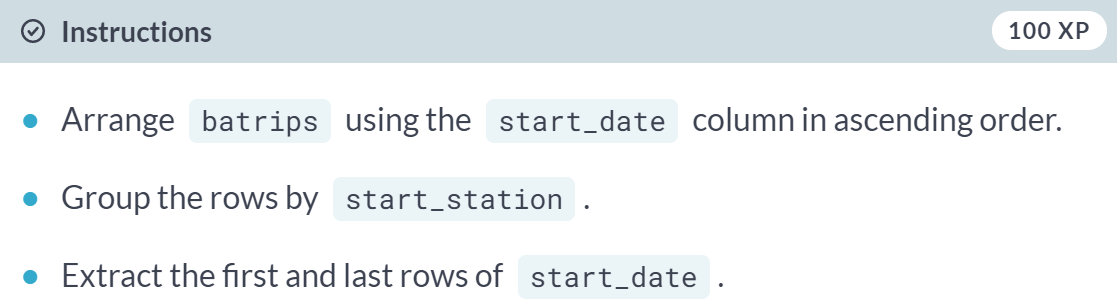 Instructions 100 XP
Arrange batrips using the start_date column in ascending order.
Group the rows by start_station .
Extract the first and last rows of start_date .